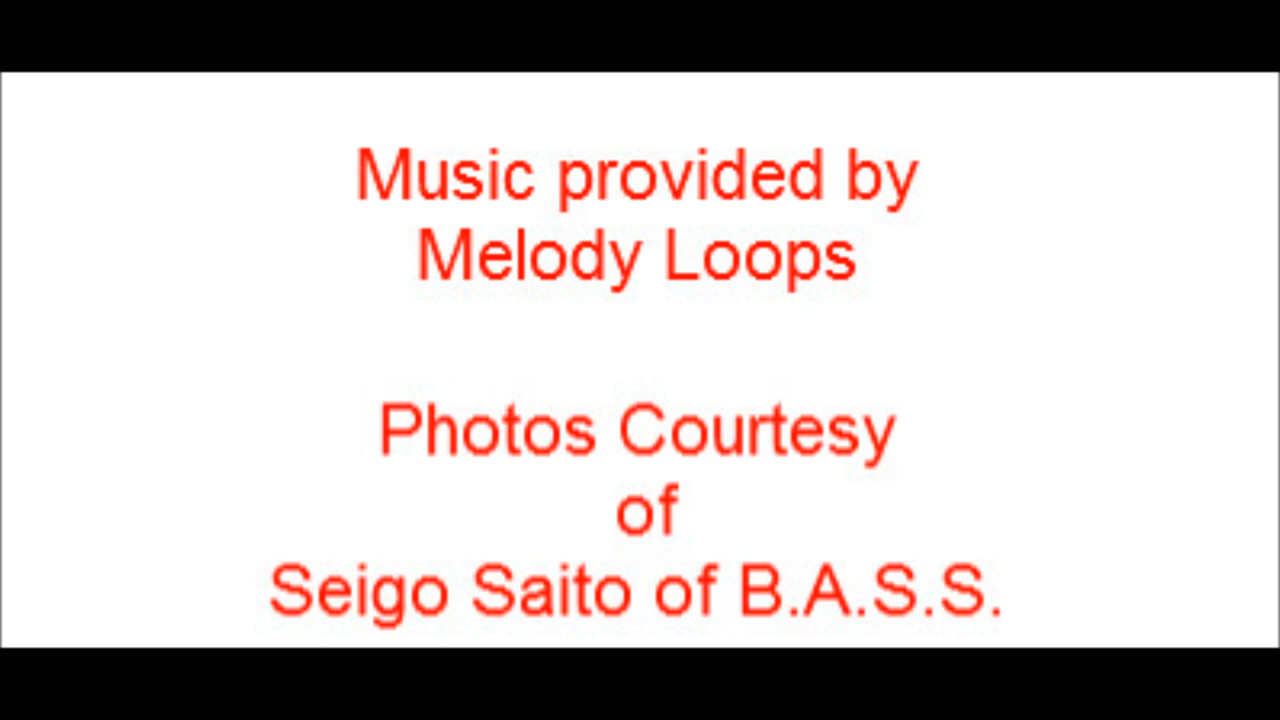 Music provided by
Melody Loops
Photos Courtesy
of
Seigo Saito of B.A.S.S.